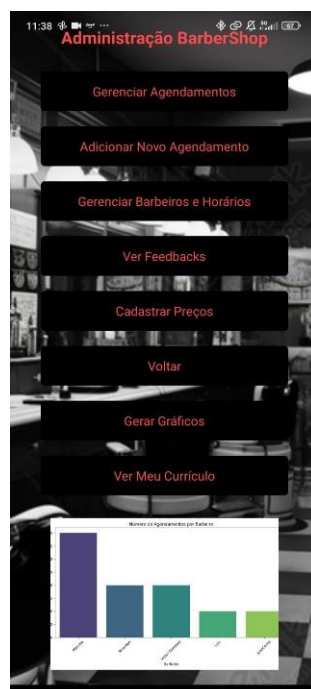 11:38
Administração BarberShop
Gerenciar Agendamentos
Adicionar Novo Agendamento
Gerenciar Barbeiros e Horários
Ver Feedbacks
Cadastrar Preços
Voltar
Gerar Gráficos
Ver Meu Currículo
Número de Agendamentos por Barbeiro
Barbeiro